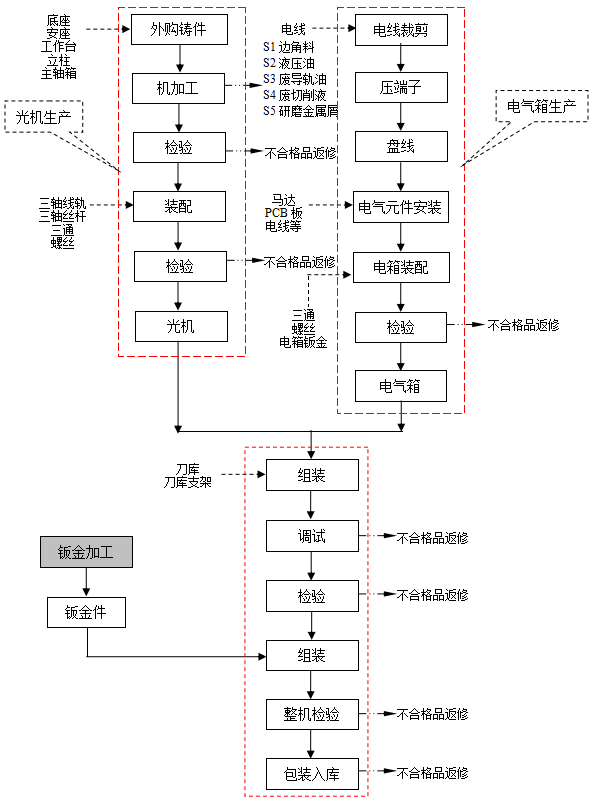 底座
安座
工作台
立柱
主轴箱
外购铸件
机加工
S1 边角料
S2 液压油
S3 废导轨油
S4 废切削液
S5 研磨金属屑
光机生产
检验
不合格品返修
三轴线轨
三轴丝杆
三通
螺丝
装配
检验
不合格品返修
光机
电线
电线裁剪
压端子
电气箱生产
盘线
马达
PCB 板
电线等
电气元件安装
电箱装配
三通
螺丝
电箱钣金
检验
不合格品返修
电气箱
刀库
刀库支架
组装
调试
不合格品返修
钣金加工
检验
不合格品返修
钣金件
组装
整机检验
不合格品返修
包装入库
不合格品返修